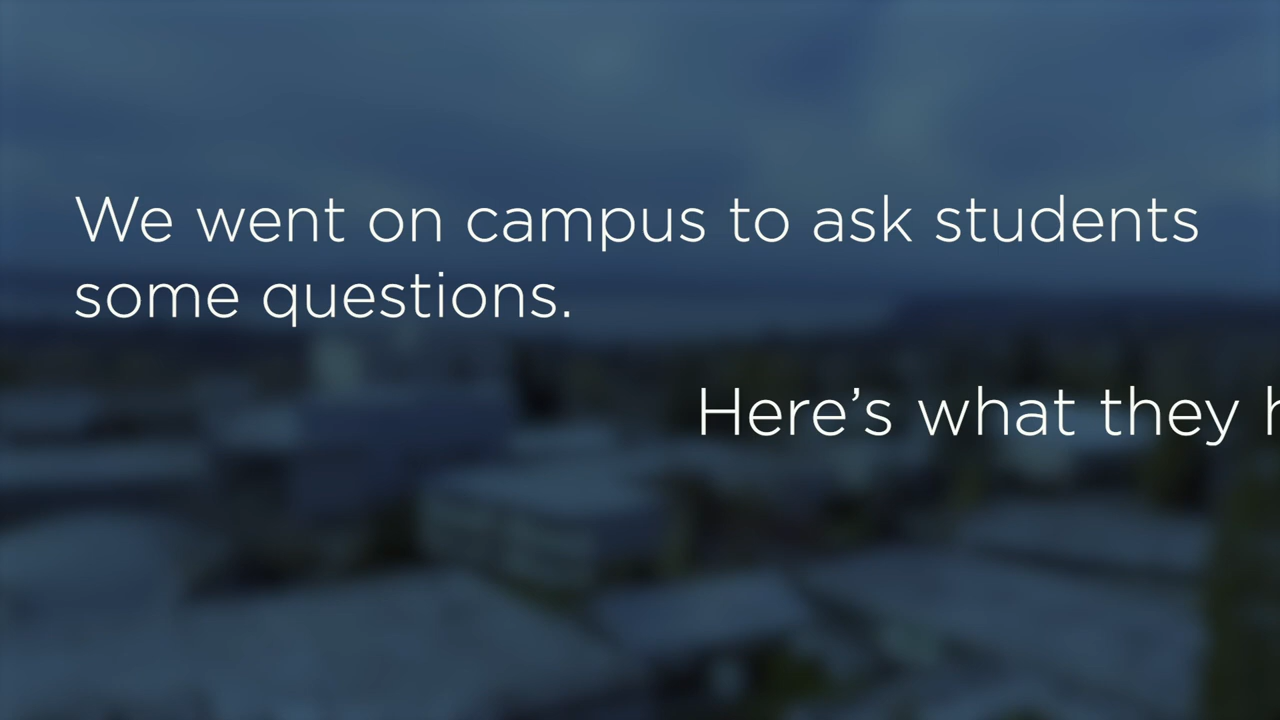 We went on campus to ask students
some questions.
Here’s what they